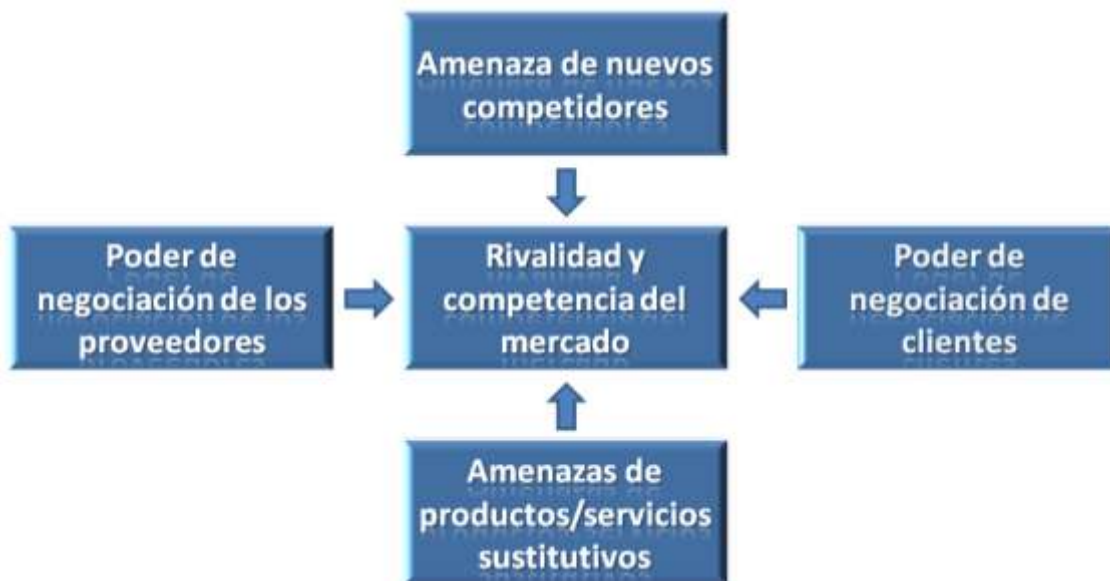 Amenaza de nuevos
competidores
Poder de
negociación de los
proveedores
Rivalidad y
competencia del
mercado
Poder de
negociación de
clientes
Amenazas de
productos/servicios
sustitutivos